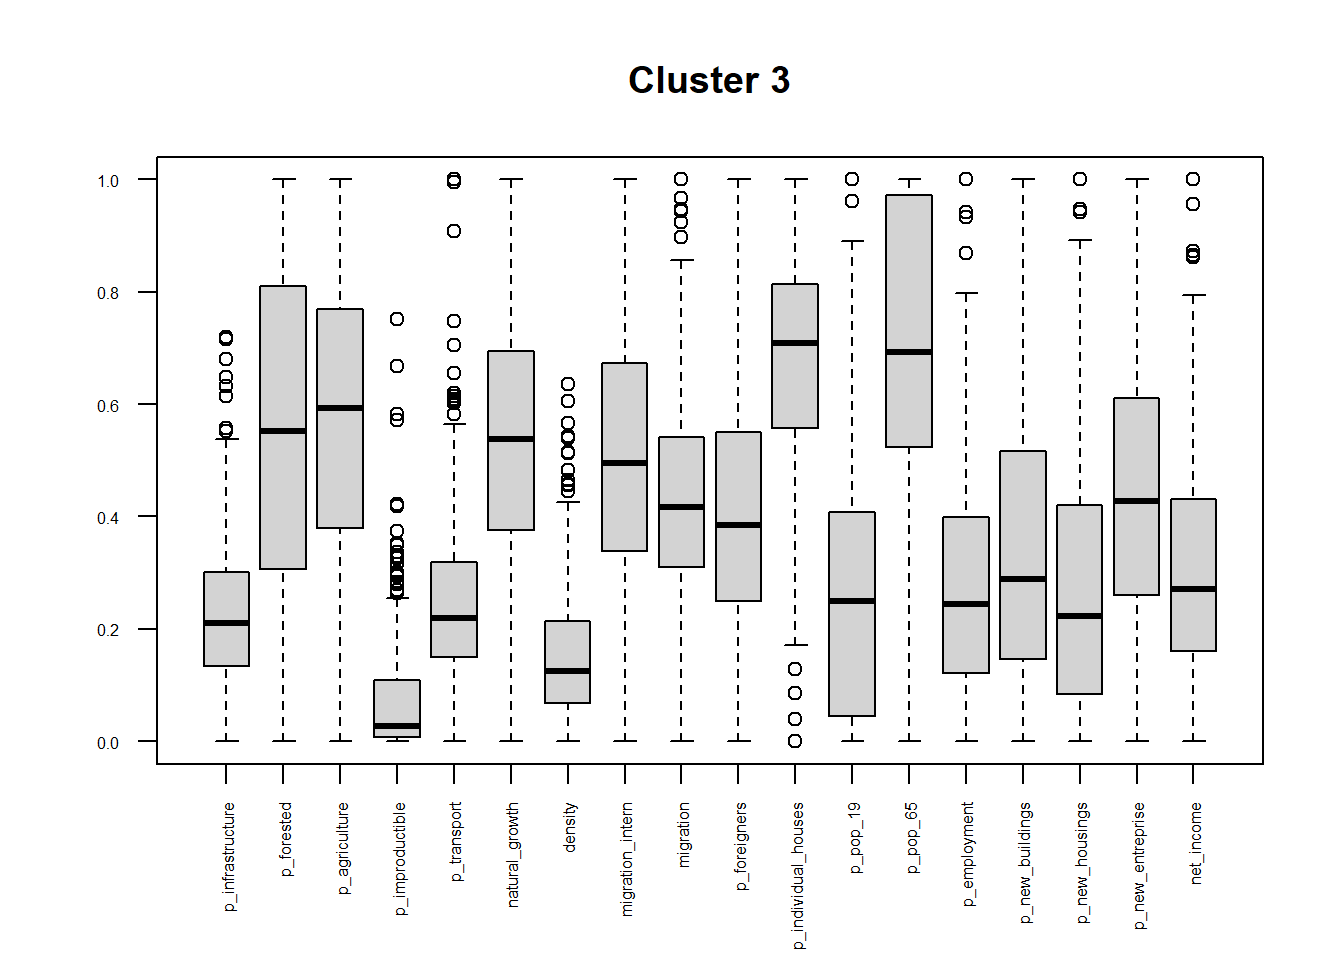 Cluster 3
1.0
0.8
0.6
0.4
0.2
0.0
p_infrastructure
p_forested
p_agriculture
p_improductible
p_transport
natural_growth
density
migration_intern
migration
p_foreigners
p_individual_houses
p_pop_19
p_pop_65
p_employment
p_new_buildings
p_new_housings
p_new_entreprise
net_income